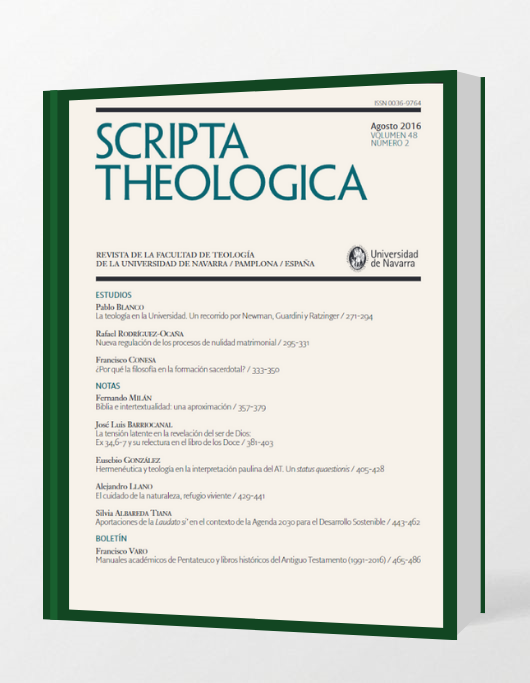 ISSN 0036-9764
SCRIPTA
THEOLOGICA
Agosto 2016
VOLUMEN 48
NÚMERO 2
REVISTA DE LA FACULTAD DE TEOLOGÍA
DE LA UNIVERSIDAD DE NAVARRA / PAMPLONA / ESPAÑA
Universidad
de Navarra
ESTUDIOS
Pablo BLANCO
La teología en la Universidad. Un recorrido por Newman, Guardini y Ratzinger / 271-294
Rafael RODRÍGUEZ-OCAÑA
Nueva regulación de los procesos de nulidad matrimonial / 295-331
Francisco CONESA
¿Por qué la filosofía en la formación sacerdotal? / 333-350
NOTAS
Fernando MILÁN
Biblia e intertextualidad: una aproximación / 357-379
José Luis BARRIOCANAL
La tensión latente en la revelación del ser de Dios:
Ex 34,6-7 y su relectura en el libro de los Doce / 381-403
Eusebio GONZÁLEZ
Hermenéutica y teología en la interpretación paulina del AT. Un status quaestionis / 405-428
Alejandro LLANO
El cuidado de la naturaleza, refugio viviente / 429-441
Silvia ALBAREDA TIANA
Aportaciones de la Laudato si' en el contexto de la Agenda 2030 para el Desarrollo Sostenible / 443-462
BOLETÍN
Francisco VARO
Manuales académicos de Pentateuco y libros históricos del Antiguo Testamento (1991-2016) / 465-486